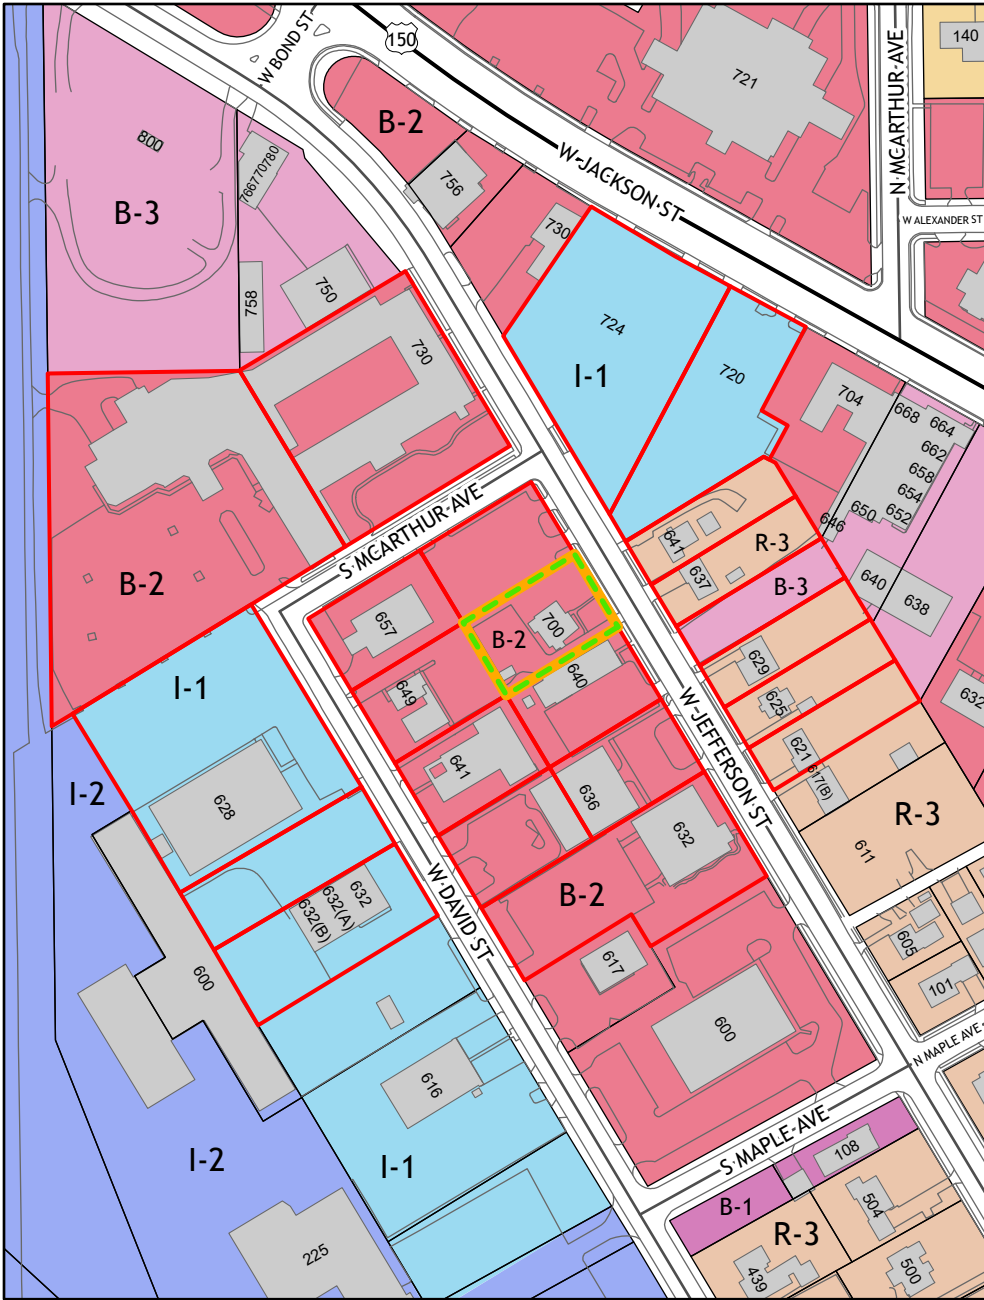 W BOND ST
150
140
721
N MCARTHUR AVE
B-2
800
766770780
756
W JACKSON ST
B-3
W ALEXANDER ST
730
750
758
724
730
I-1
720
704
668
664
662
658
654
652
650
646
S MCARTHUR AVE
641
R-3
637
B-3
640
638
B-2
657
700
B-2
629
640
I-1
649
625
632
W JEFFERSON ST
641
621
617(B)
I-2
628
636
632
R-3
611
W DAVID ST
632
632(A)
632(B)
B-2
605
617
600
101
600
N MAPLE AVE
616
S MAPLE AVE
108
I-2
I-1
B-1
504
R-3
225
439
500